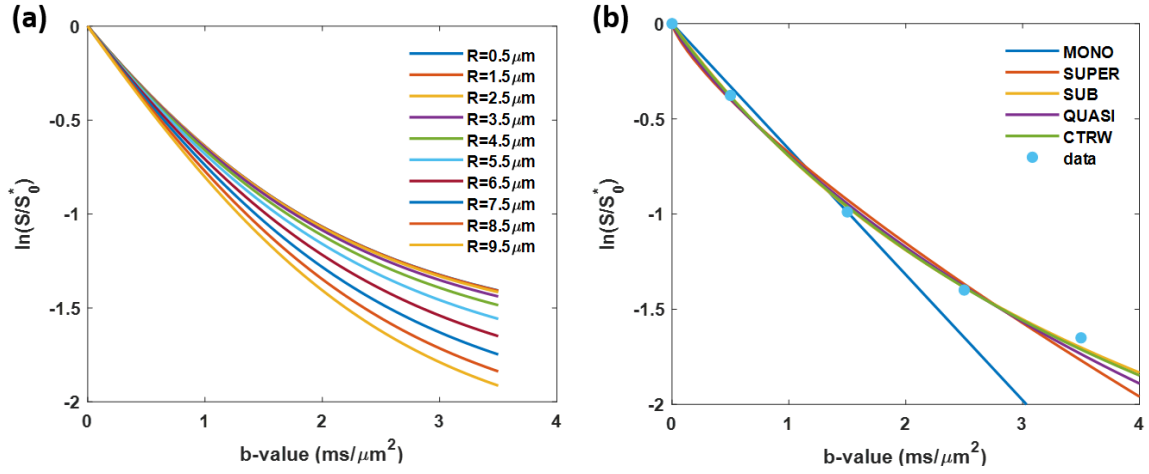 (a)
0
-0.5
-1
-1.5
-2
0
1
2
3
4
ln(S/S₀*)
b-value (ms/μm²)
R=0.5μm
R=1.5μm
R=2.5μm
R=3.5μm
R=4.5μm
R=5.5μm
R=6.5μm
R=7.5μm
R=8.5μm
R=9.5μm
(b)
0
-0.5
-1
-1.5
-2
0
1
2
3
4
ln(S/S₀*)
b-value (ms/μm²)
MONO
SUPER
SUB
QUASI
CTRW
data